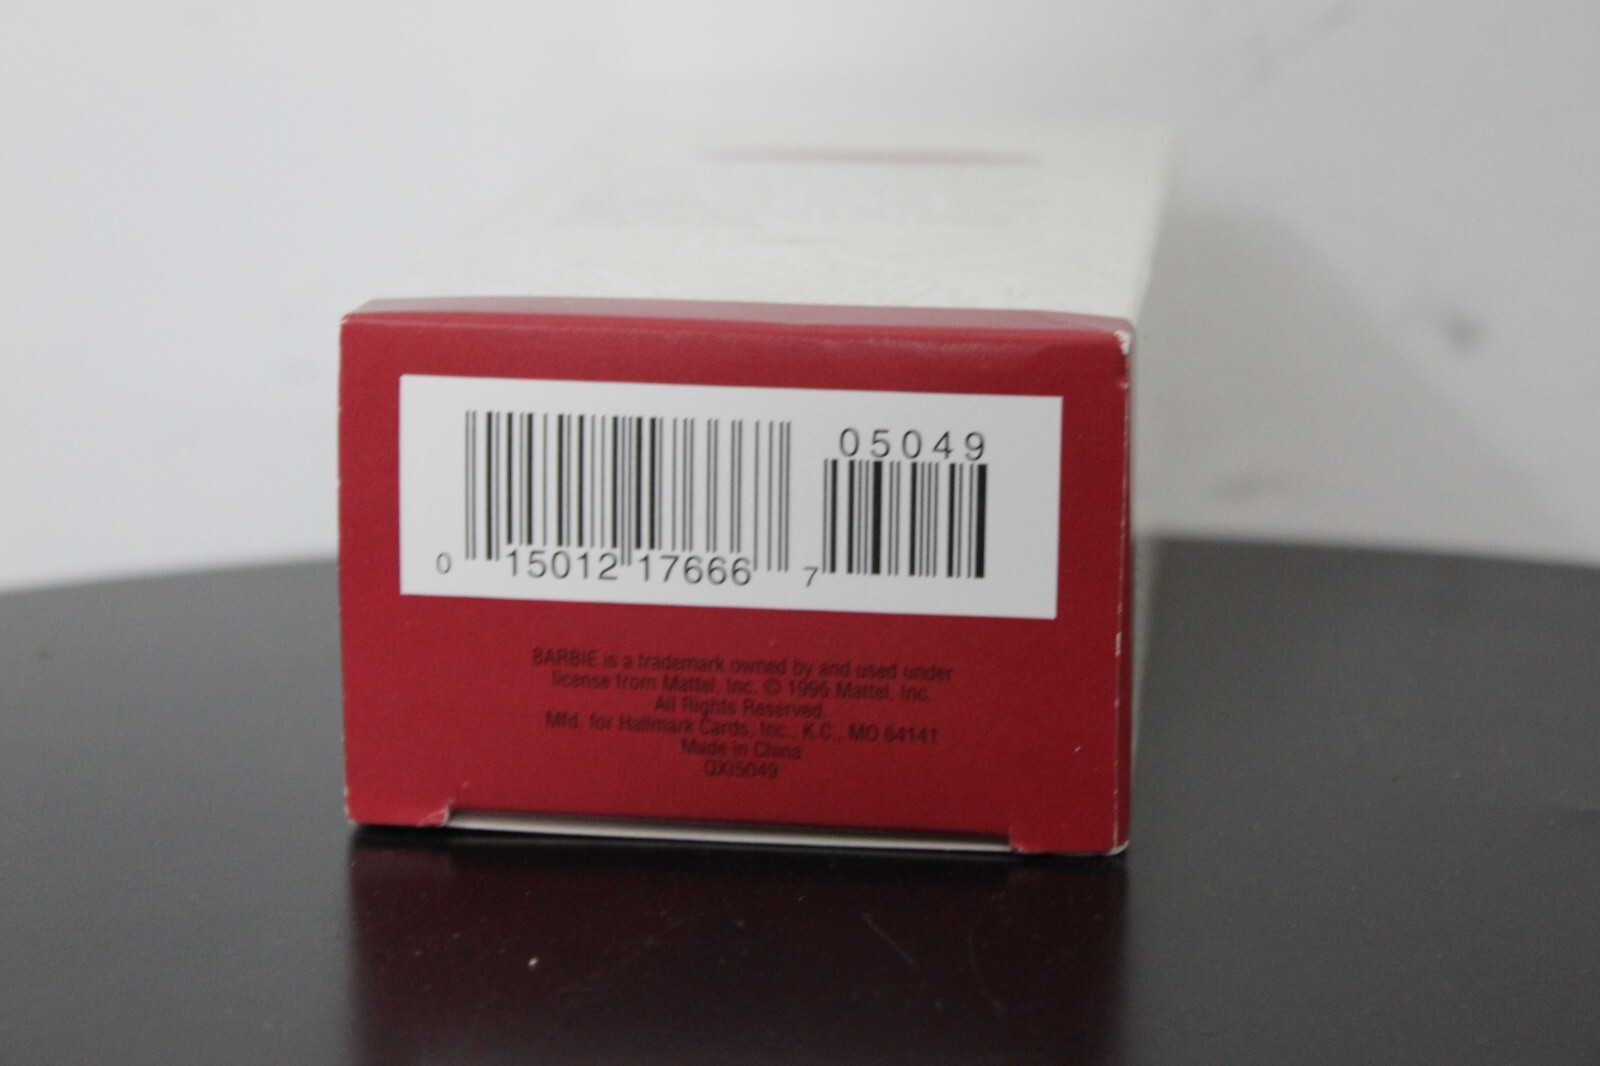 05049
0 15012 17666 7
BARBIE is a trademark owned by and used under
license from Mattel, Inc. © 1995 Mattel, Inc.
All Rights Reserved.
Mfd. for Hallmark Cards, Inc., K.C., MO 64141
Made in China
QXI5049